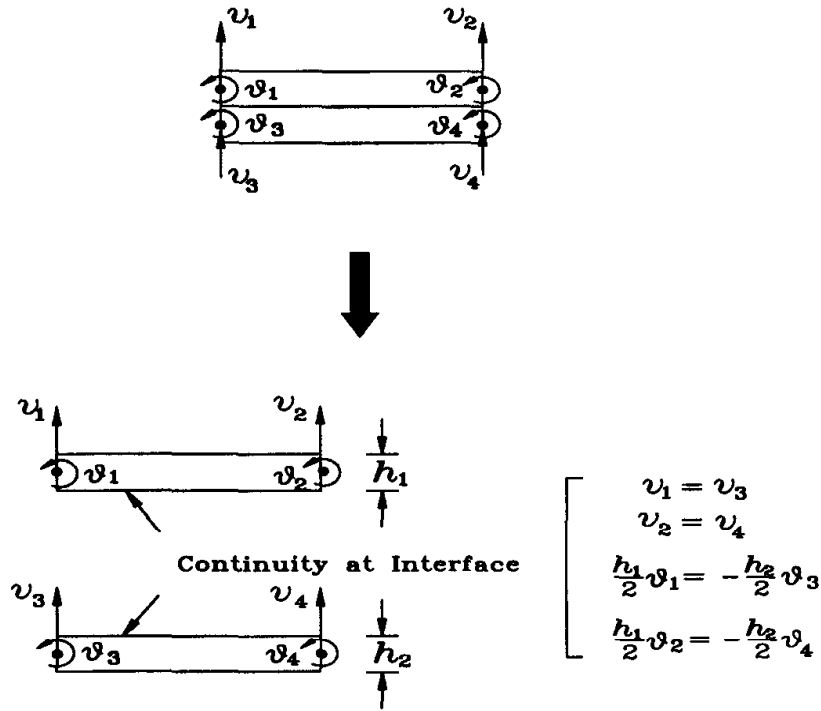 υ1 υ2
ϑ1 ϑ2
ϑ3 ϑ4
υ3 υ4
υ1 υ2
ϑ1 ϑ2 h1
Continuity at Interface
υ3 υ4
ϑ3 ϑ4 h2
υ1 = υ3
υ2 = υ4
h1/2 ϑ1 = - h2/2 ϑ3
h1/2 ϑ2 = - h2/2 ϑ4